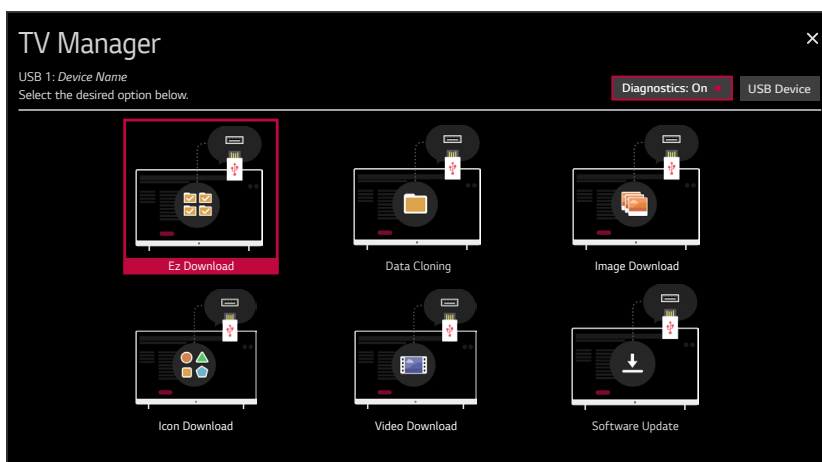 TV Manager
USB 1: Device Name
Select the desired option below.
Diagnostics: On
USB Device
Ez Download
Data Cloning
Image Download
Icon Download
Video Download
Software Update